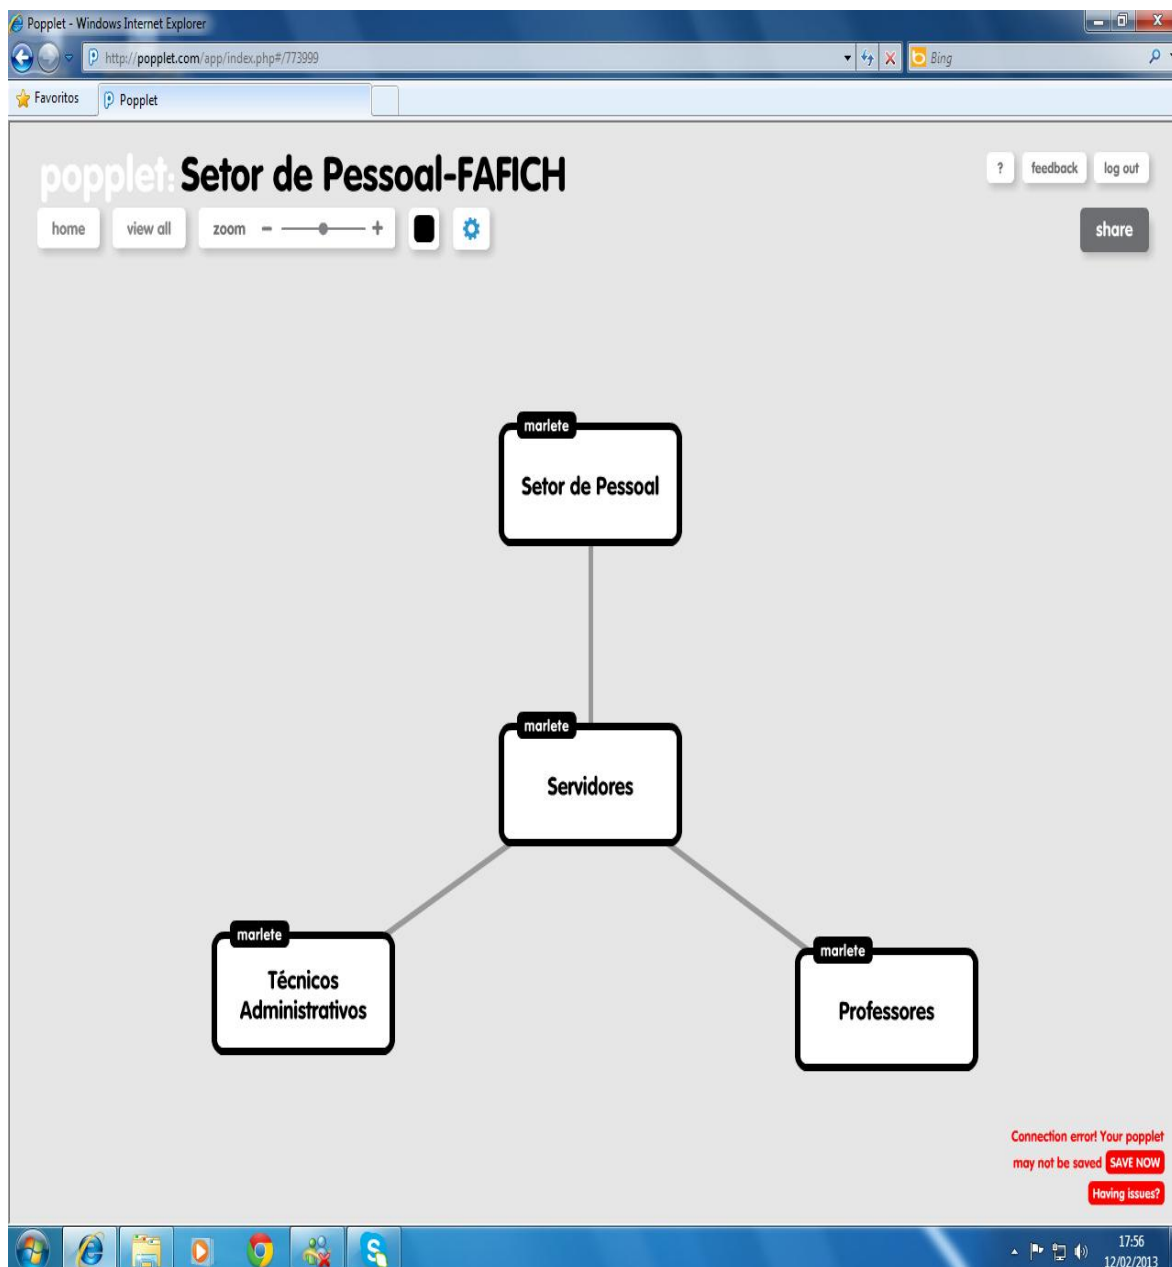 Popplet - Windows Internet Explorer
http://popplet.com/app/index.php#/773999
Bing
Favoritos
Popplet
popplet: Setor de Pessoal-FAFICH
? feedback log out
home view all zoom - +
share
marlete
Setor de Pessoal
marlete
Servidores
marlete
Técnicos
Administrativos
marlete
Professores
Connection error! Your popplet
may not be saved SAVE NOW
Having issues?
17:56
12/02/2013